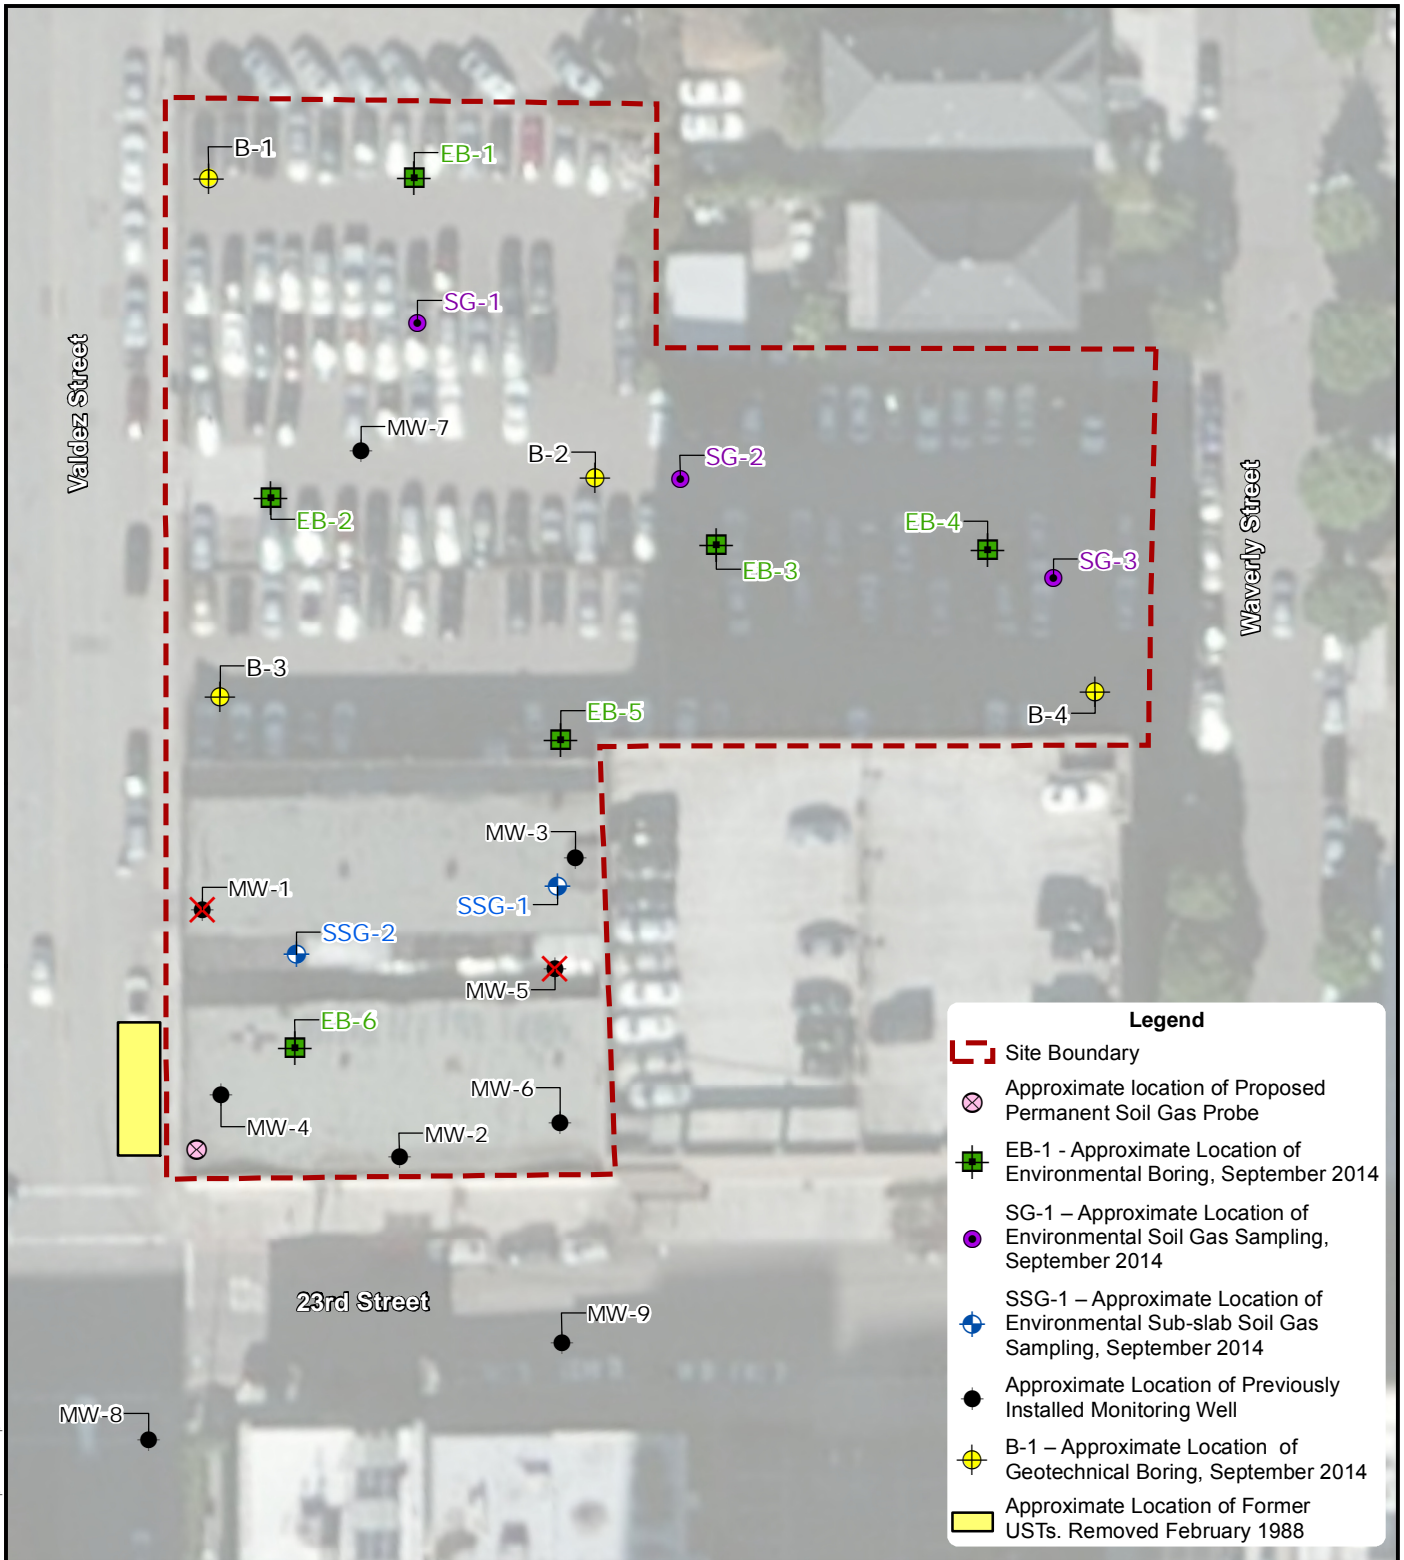 B-1
EB-1
SG-1
Valdez Street
MW-7
B-2
SG-2
EB-2
EB-4
EB-3
SG-3
Waverly Street
B-3
EB-5
B-4
MW-3
MW-1
SSG-1
SSG-2
MW-5
EB-6
MW-6
MW-4
MW-2
23rd Street
MW-9
MW-8
Legend
Site Boundary
Approximate location of Proposed
Permanent Soil Gas Probe
EB-1 - Approximate Location of
Environmental Boring, September 2014
SG-1 – Approximate Location of
Environmental Soil Gas Sampling,
September 2014
SSG-1 – Approximate Location of
Environmental Sub-slab Soil Gas
Sampling, September 2014
Approximate Location of Previously
Installed Monitoring Well
B-1 – Approximate Location of
Geotechnical Boring, September 2014
Approximate Location of Former
USTs. Removed February 1988